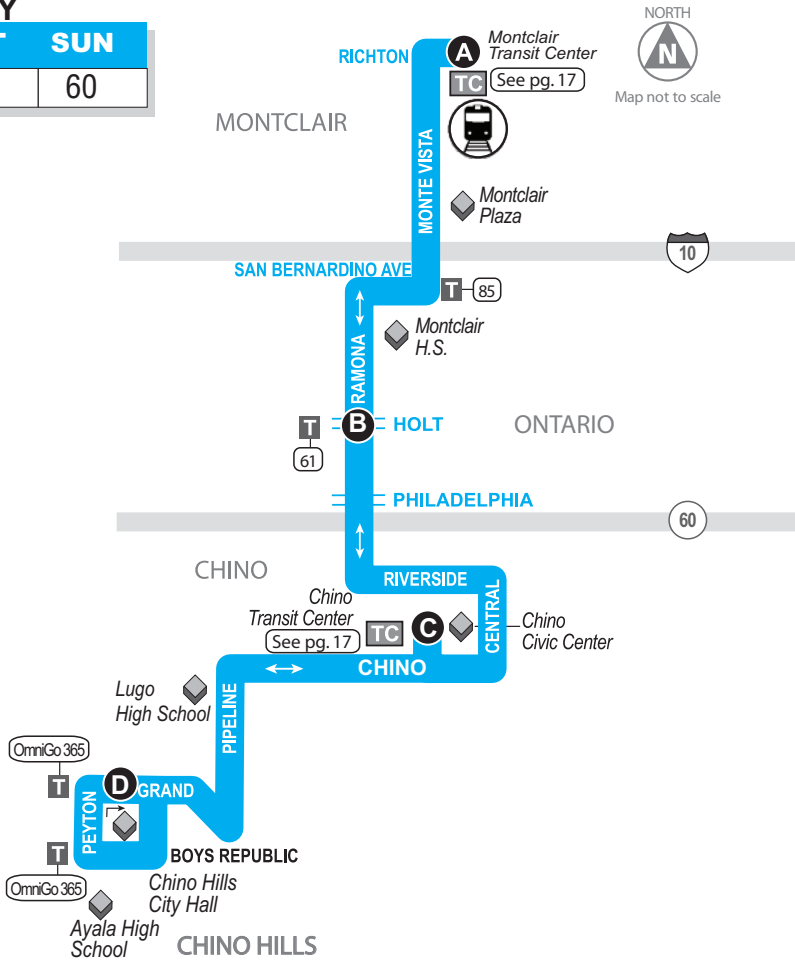 Y
T SUN
60
NORTH
N
Map not to scale
RICHTON
A
Montclair
Transit Center
TC
See pg. 17
MONTCLAIR
MONTE VISTA
Montclair
Plaza
10
SAN BERNARDINO AVE
T
85
RAMONA
Montclair
H.S.
B
HOLT
T
61
ONTARIO
PHILADELPHIA
60
CHINO
RIVERSIDE
CENTRAL
Chino
Transit Center
See pg. 17
TC
C
Chino
Civic Center
CHINO
Lugo
High School
PIPELINE
OmniGo 365
T
D
GRAND
PEYTON
T
OmniGo 365
BOYS REPUBLIC
Chino Hills
City Hall
Ayala High
School
CHINO HILLS